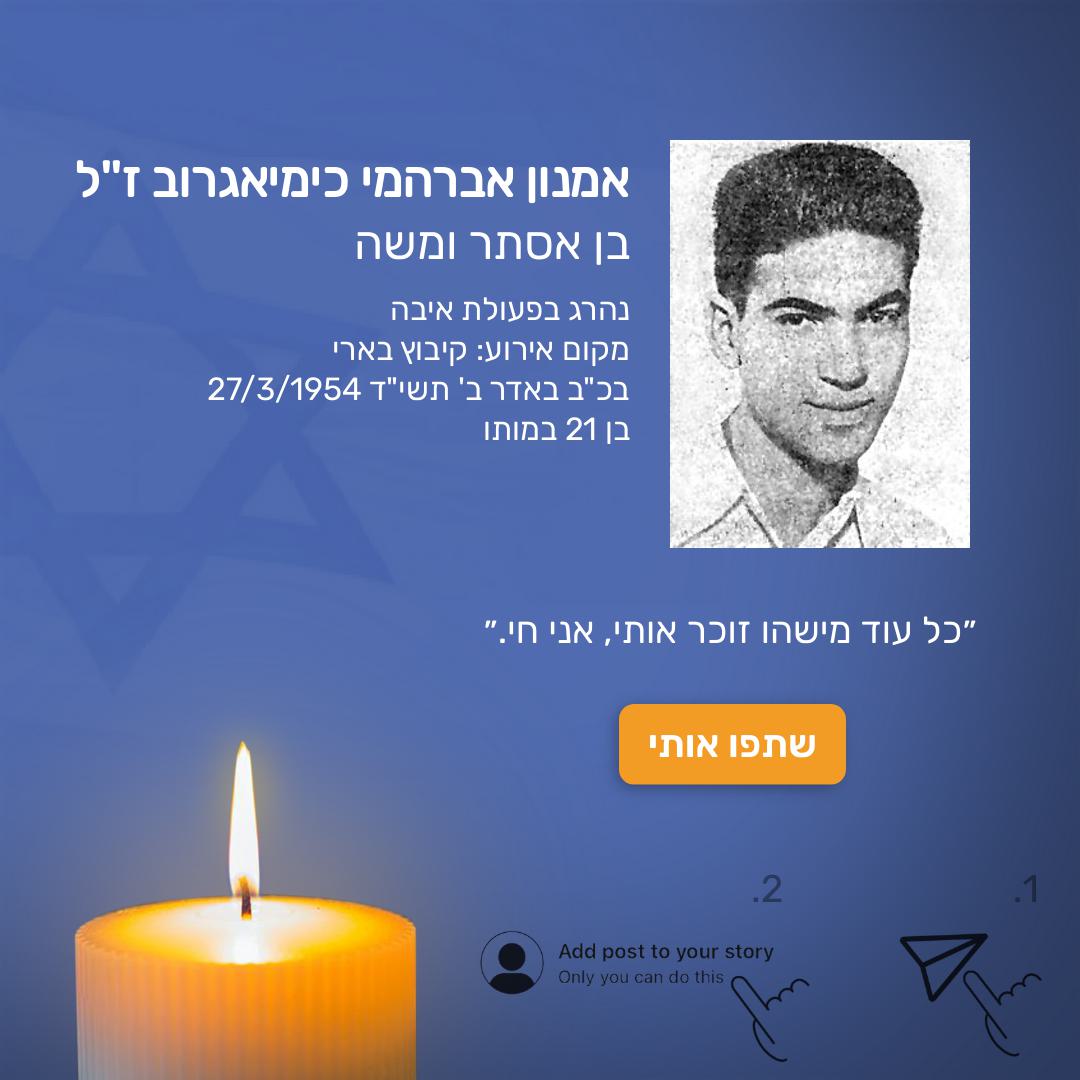 אמנון אברהמי כימיאגרוב ז"ל
בן אסתר ומשה
נהרג בפעולת איבה
מקום אירוע: קיבוץ בארי
בכ"ב באדר ב' תשי"ד 27/3/1954
בן 21 במותו
״כל עוד מישהו זוכר אותי, אני חי.״
שתפו אותי
1.
2.
Add post to your story
Only you can do this